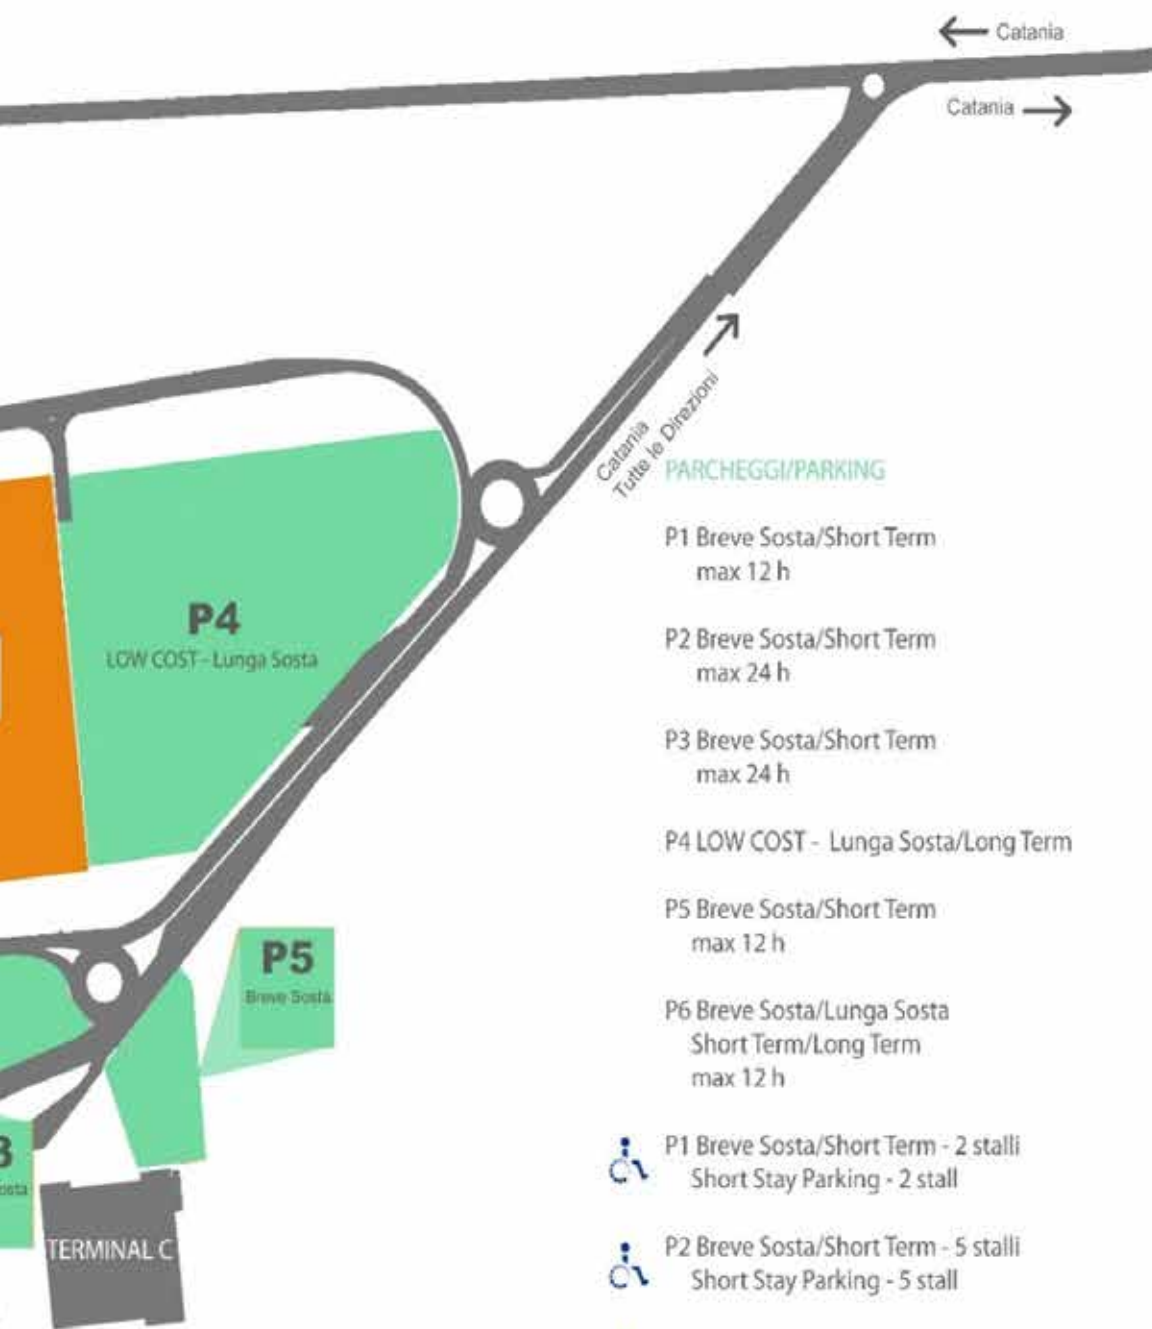 ← Catania
Catania →
Catania
Tutte le Direzioni
PARCHEGGI/PARKING
P1 Breve Sosta/Short Term
max 12 h
P2 Breve Sosta/Short Term
max 24 h
P3 Breve Sosta/Short Term
max 24 h
P4 LOW COST - Lunga Sosta/Long Term
P5 Breve Sosta/Short Term
max 12 h
P6 Breve Sosta/Lunga Sosta
Short Term/Long Term
max 12 h
P1 Breve Sosta/Short Term - 2 stalli
Short Stay Parking - 2 stall
P2 Breve Sosta/Short Term - 5 stalli
Short Stay Parking - 5 stall
P4
LOW COST - Lunga Sosta
P5
Breve Sosta
3
osta
TERMINAL C